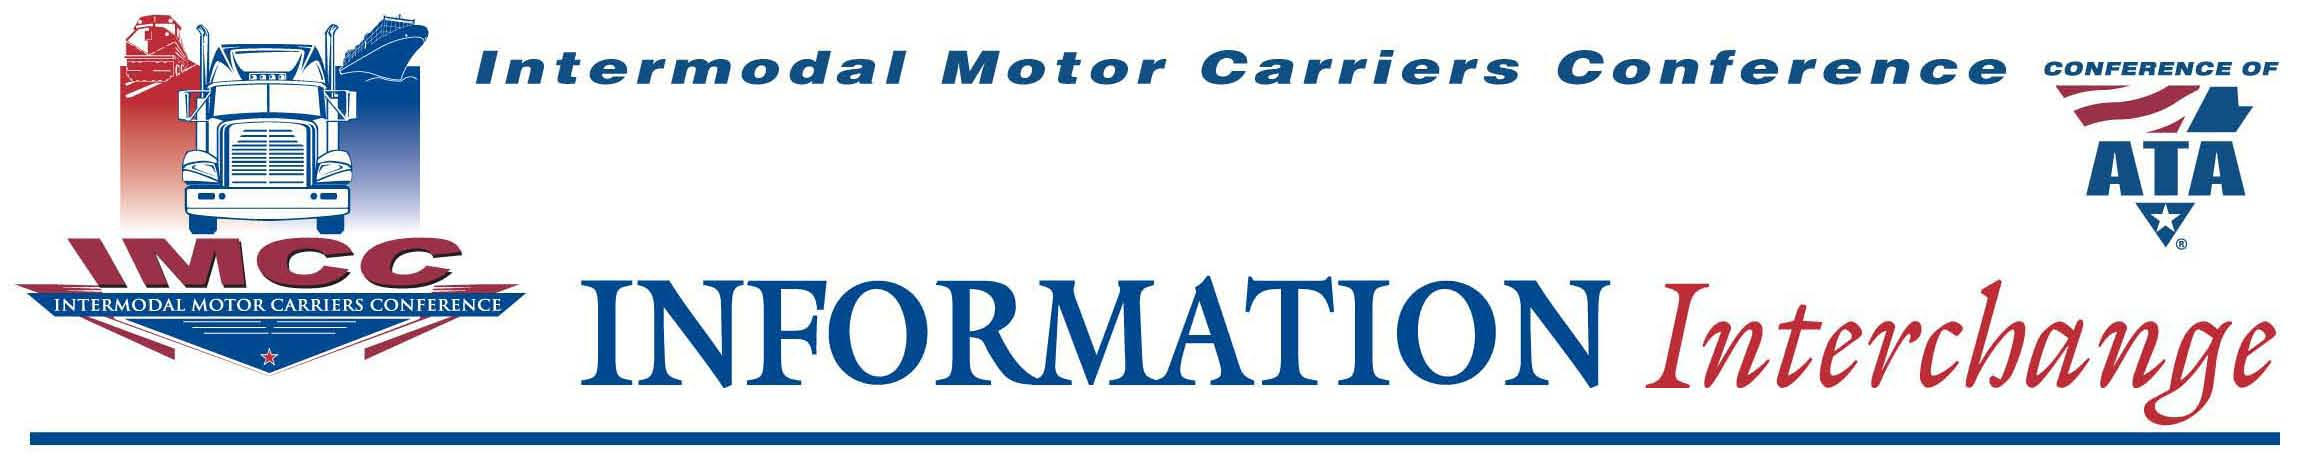 Intermodal Motor Carriers Conference
CONFERENCE OF
ATA
®
IMCC
INTERMODAL MOTOR CARRIERS CONFERENCE
INFORMATION Interchange